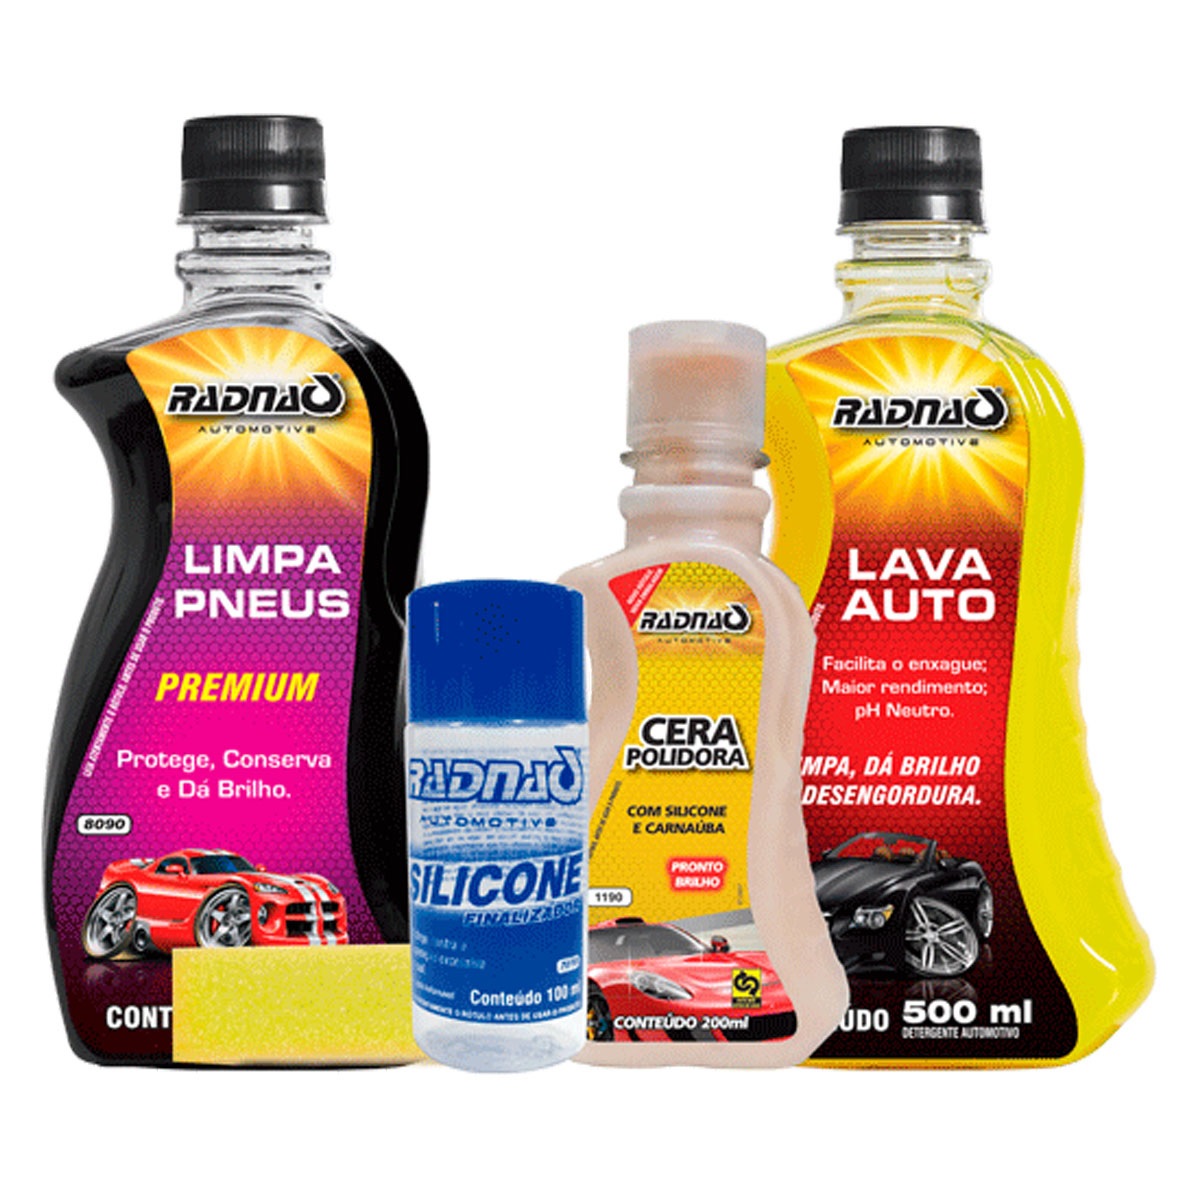 RADNAQ
AUTOMOTIVE
LIMPA
PNEUS
PREMIUM
Protege, Conserva
e Dá Brilho.
8090
CONT
RADNAQ
AUTOMOTIVE
SILICONE
FINALIZADOR
Conteúdo 100 ml
RADNAQ
AUTOMOTIVE
CERA
POLIDORA
COM SILICONE
E CARNAÚBA
PRONTO
BRILHO
1190
CONTEÚDO 200ml
RADNAQ
AUTOMOTIVE
LAVA
AUTO
Facilita o enxague;
Maior rendimento;
pH Neutro.
MPA, DÁ BRILHO
DESENGORDURA.
ÚDO 500 ml
DETERGENTE AUTOMOTIVO